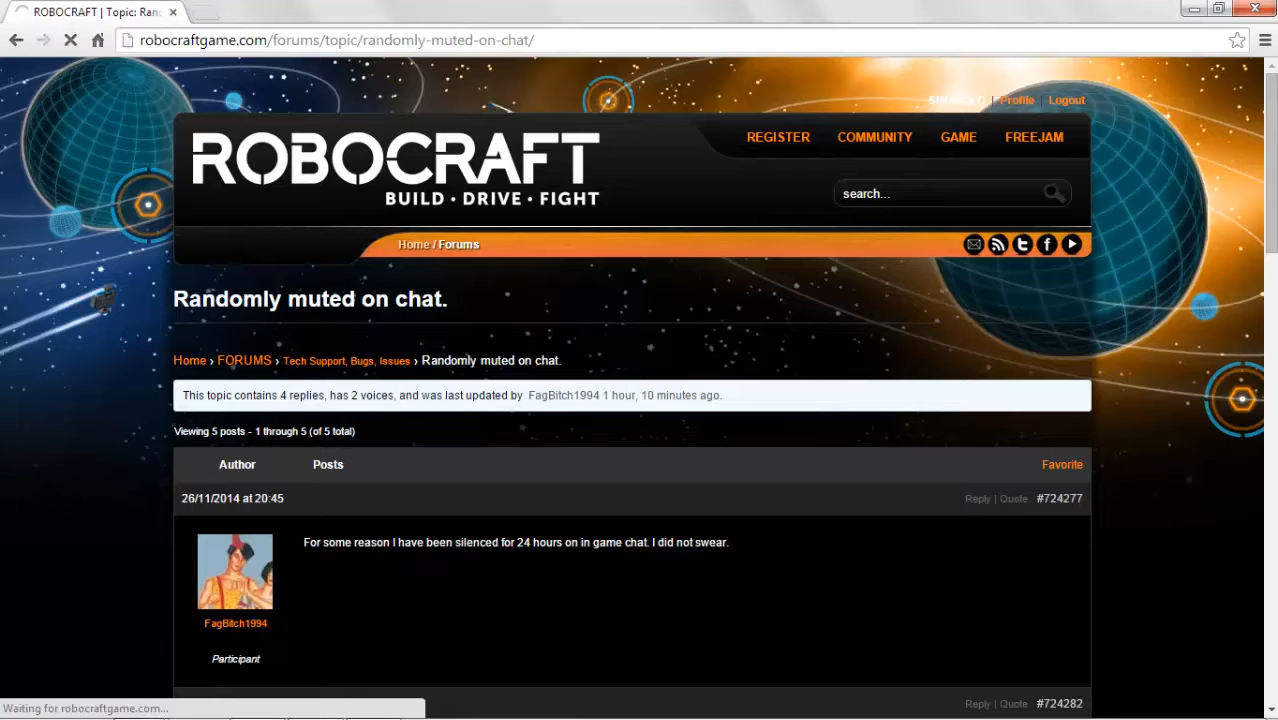 ROBOCRAFT | Topic: Ran
robocraftgame.com/forums/topic/randomly-muted-on-chat/
| Profile | Logout
ROBOCRAFT
BUILD · DRIVE · FIGHT
REGISTER COMMUNITY GAME FREEJAM
search...
Home / Forums
Randomly muted on chat.
Home › FORUMS › Tech Support, Bugs, Issues › Randomly muted on chat.
This topic contains 4 replies, has 2 voices, and was last updated by FagBitch1994 1 hour, 10 minutes ago.
Viewing 5 posts - 1 through 5 (of 5 total)
Author Posts Favorite
26/11/2014 at 20:45 Reply | Quote #724277
For some reason I have been silenced for 24 hours on in game chat. I did not swear.
FagBitch1994
Participant
Reply | Quote #724282
Waiting for robocraftgame.com...